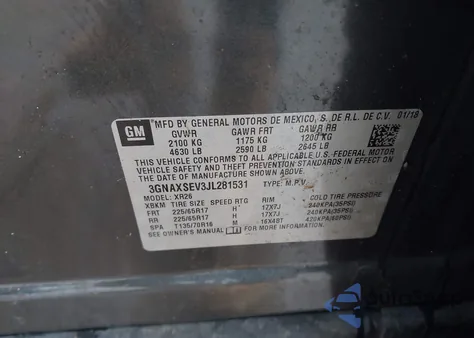 GM
MFD BY GENERAL MOTORS DE MEXICO, S. DE R.L. DE C.V. 01/18
GVWR GAWR FRT GAWR RR
2100 KG 1175 KG 1200 KG
4630 LB 2590 LB 2645 LB
THIS VEHICLE CONFORMS TO ALL APPLICABLE U.S. FEDERAL MOTOR
VEHICLE SAFETY AND THEFT PREVENTION STANDARDS IN EFFECT ON
THE DATE OF MANUFACTURE SHOWN ABOVE.
3GNAXSEV3JL281531 TYPE: M.P.V.
MODEL: XR26
XBKM TIRE SIZE SPEED RTG RIM COLD TIRE PRESSURE
FRT 225/65R17 H 17X7J 240KPA(35PSI)
RR 225/65R17 H 17X7J 240KPA(35PSI)
SPA T135/70R16 M 16X4BT 420KPA(60PSI)
SEE OWNER'S MANUAL FOR ADDITIONAL INFORMATION